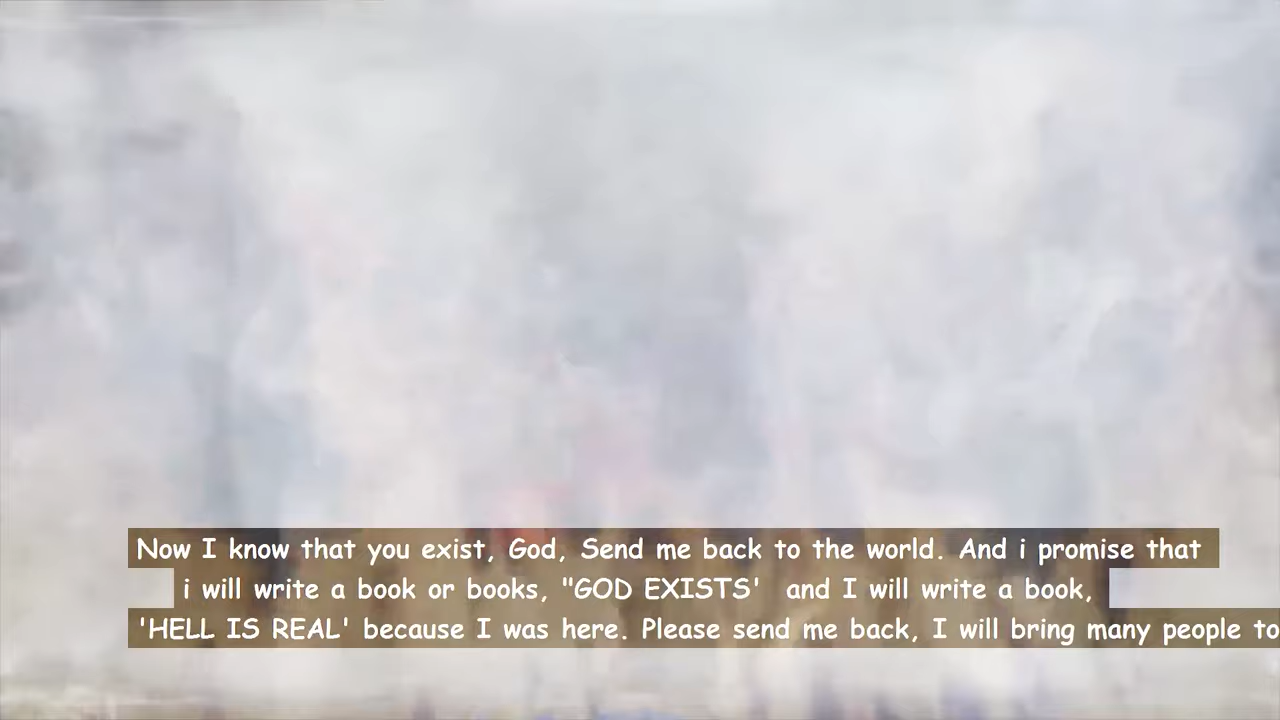 Now I know that you exist, God, Send me back to the world. And i promise that
i will write a book or books, "GOD EXISTS'  and I will write a book,
'HELL IS REAL' because I was here. Please send me back, I will bring many people to